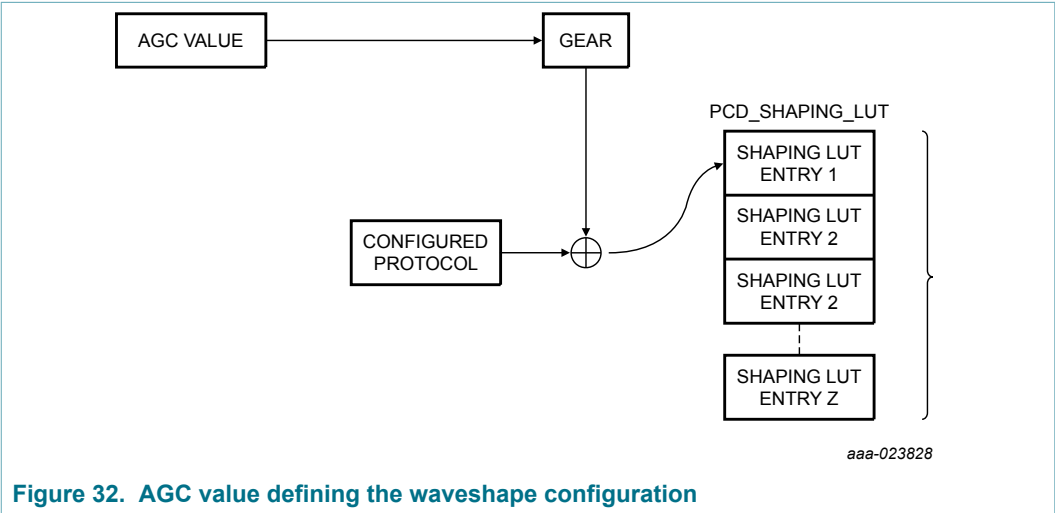 AGC VALUE
GEAR
PCD_SHAPING_LUT
SHAPING LUT
ENTRY 1
SHAPING LUT
ENTRY 2
SHAPING LUT
ENTRY 2
SHAPING LUT
ENTRY Z
CONFIGURED
PROTOCOL
aaa-023828
Figure 32. AGC value defining the waveshape configuration